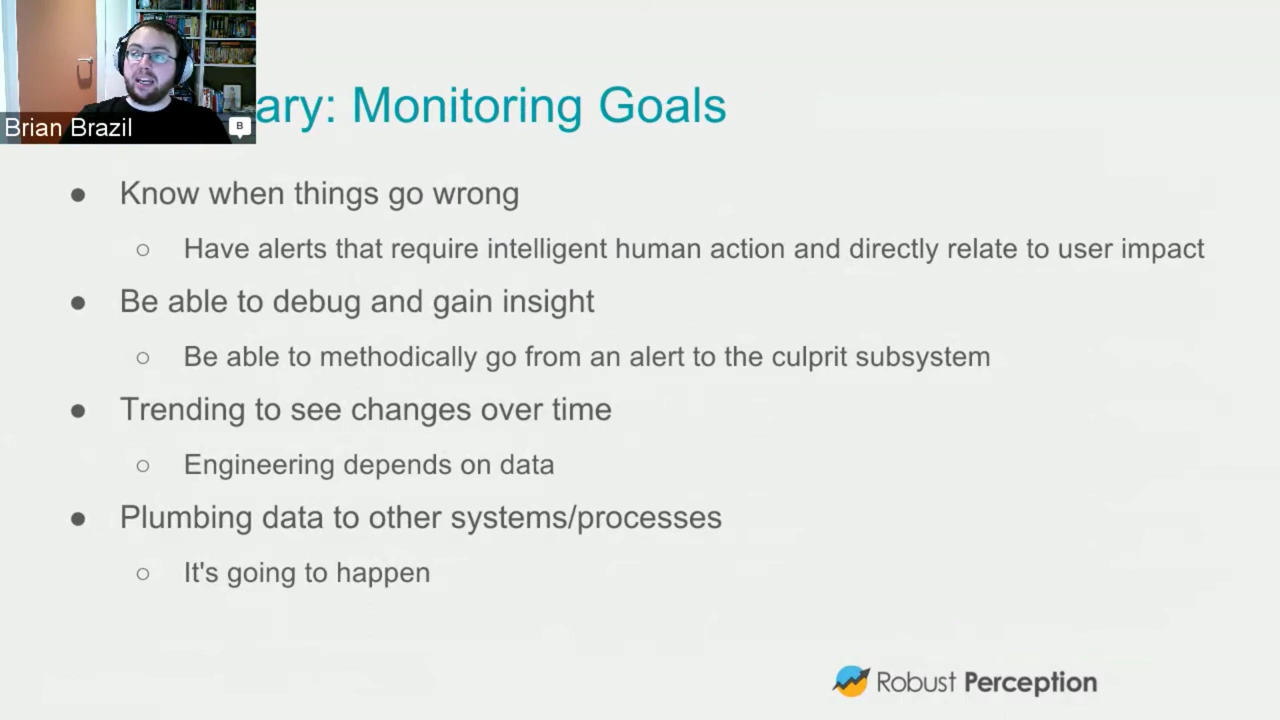 ary: Monitoring Goals
Brian Brazil
B
● Know when things go wrong
○ Have alerts that require intelligent human action and directly relate to user impact
● Be able to debug and gain insight
○ Be able to methodically go from an alert to the culprit subsystem
● Trending to see changes over time
○ Engineering depends on data
● Plumbing data to other systems/processes
○ It's going to happen
Robust Perception